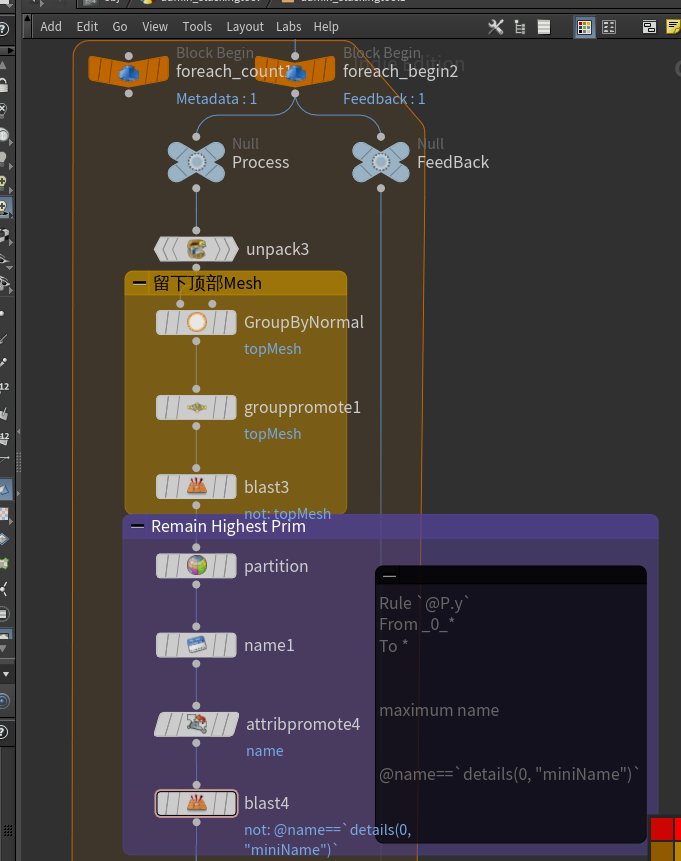 Add Edit Go View Tools Layout Labs Help
Block Begin
foreach_count1
Metadata : 1
Block Begin
foreach_begin2
Feedback : 1
Null
Process
Null
FeedBack
unpack3
留下顶部Mesh
GroupByNormal
topMesh
grouppromote1
topMesh
blast3
not: topMesh
Remain Highest Prim
partition
name1
attribpromote4
name
blast4
not: @name==`details(0,
"miniName")`
Rule `@P.y`
From _0_*
To *
maximum name
@name==`details(0, "miniName")`
12
12